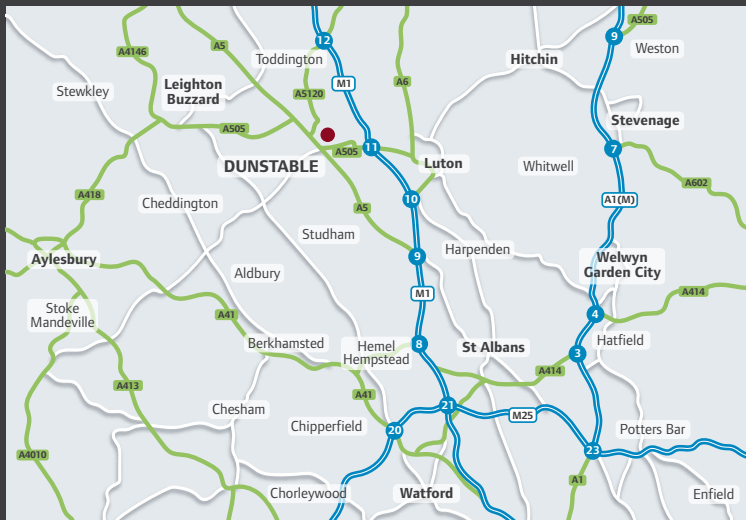 12
9
A505
A4146
A5
Toddington
Hitchin
Weston
Stewkley
Leighton
Buzzard
A5120
M1
A6
A505
Stevenage
DUNSTABLE
A505
11
Luton
Whitwell
7
A602
A418
Cheddington
10
A1(M)
A5
Studham
Harpenden
9
Aylesbury
Aldbury
Welwyn
Garden City
A414
Stoke
Mandeville
A41
M1
4
Berkhamsted
Hemel
Hempstead
8
St Albans
3
Hatfield
A414
A413
A41
Chesham
21
M25
Chipperfield
20
Potters Bar
23
A4010
Chorleywood
Watford
A1
Enfield